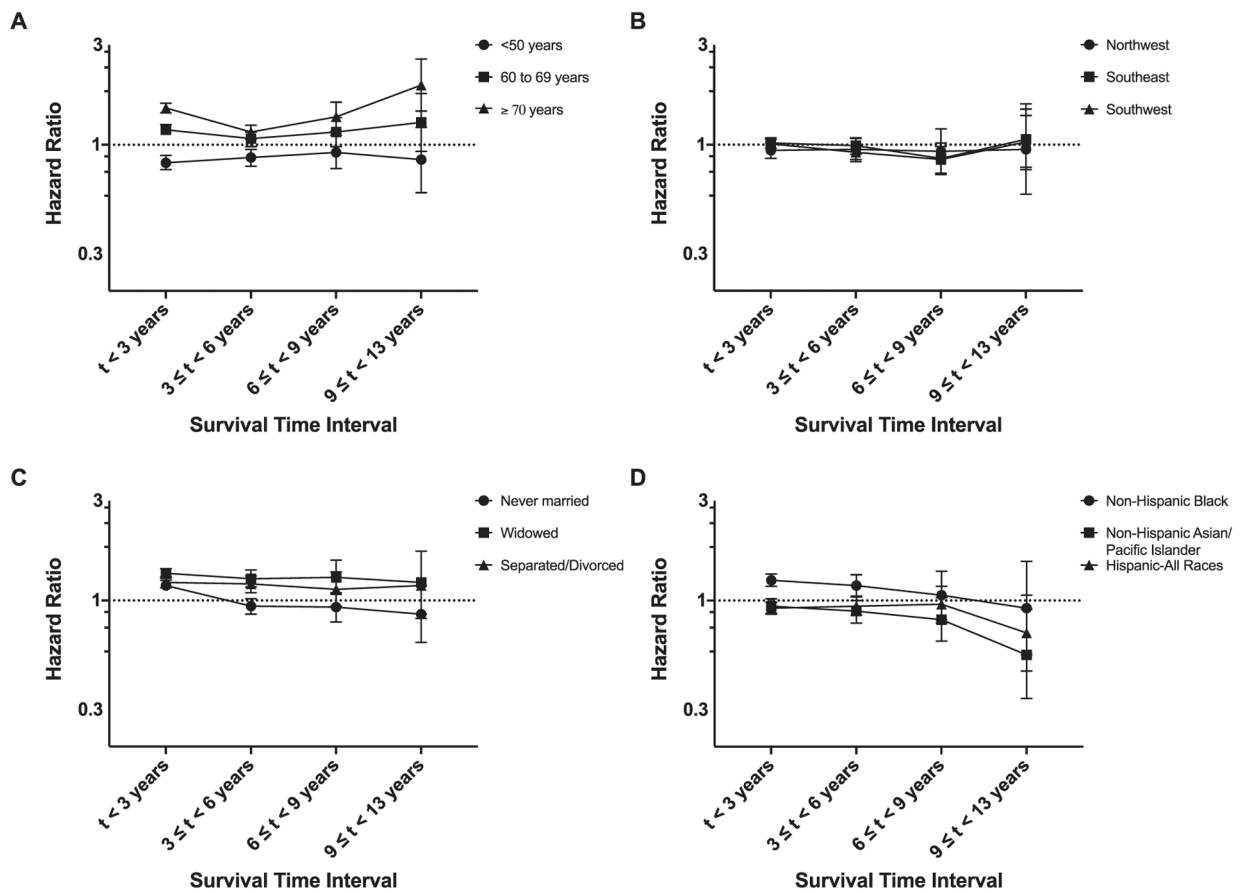 A
3
1
0.3
Hazard Ratio
<50 years
60 to 69 years
≥ 70 years
t < 3 years
3 ≤ t < 6 years
6 ≤ t < 9 years
9 ≤ t < 13 years
Survival Time Interval
B
3
1
0.3
Hazard Ratio
Northwest
Southeast
Southwest
t < 3 years
3 ≤ t < 6 years
6 ≤ t < 9 years
9 ≤ t < 13 years
Survival Time Interval
C
3
1
0.3
Hazard Ratio
Never married
Widowed
Separated/Divorced
t < 3 years
3 ≤ t < 6 years
6 ≤ t < 9 years
9 ≤ t < 13 years
Survival Time Interval
D
3
1
0.3
Hazard Ratio
Non-Hispanic Black
Non-Hispanic Asian/
Pacific Islander
Hispanic-All Races
t < 3 years
3 ≤ t < 6 years
6 ≤ t < 9 years
9 ≤ t < 13 years
Survival Time Interval